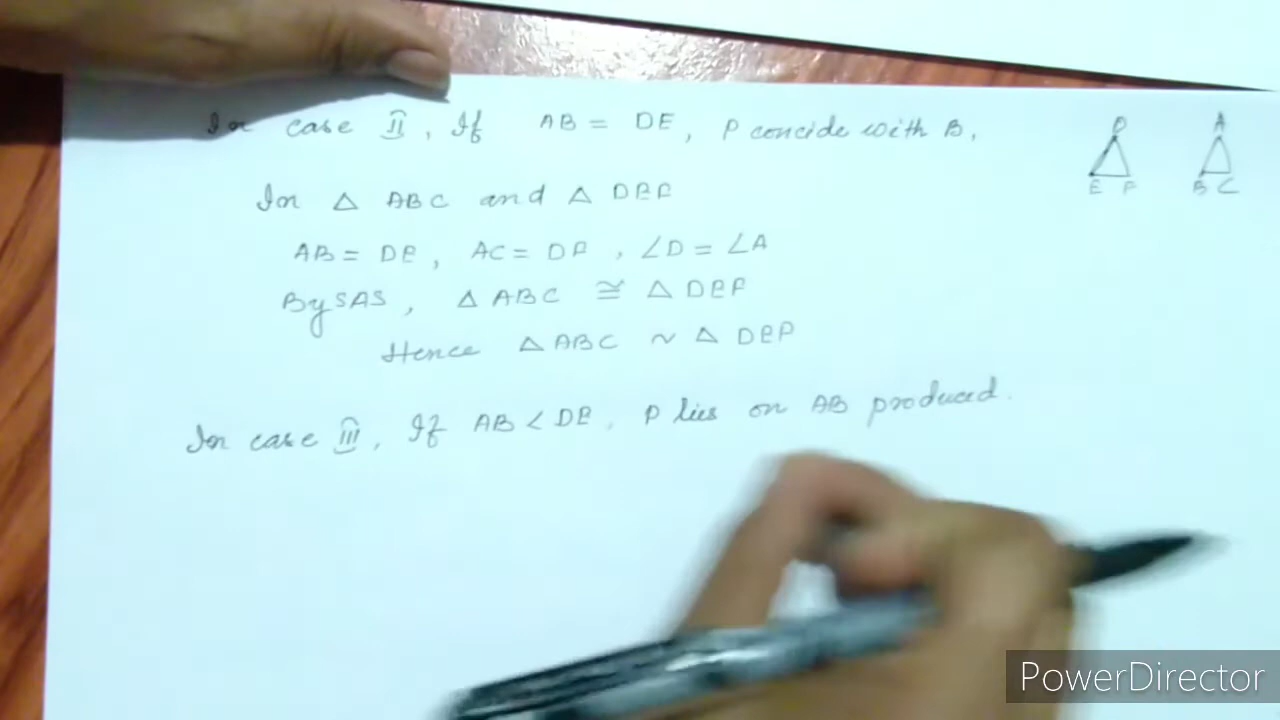 In case II, If AB = DE, P concide with B.
D A
E F B C
In △ ABC and △ DEF
AB = DE, AC = DF, ∠D = ∠A
By SAS, △ ABC ≅ △ DEF
Hence △ ABC ~ △ DEF
In case III, If AB < DE, P lies on AB produced.
PowerDirector